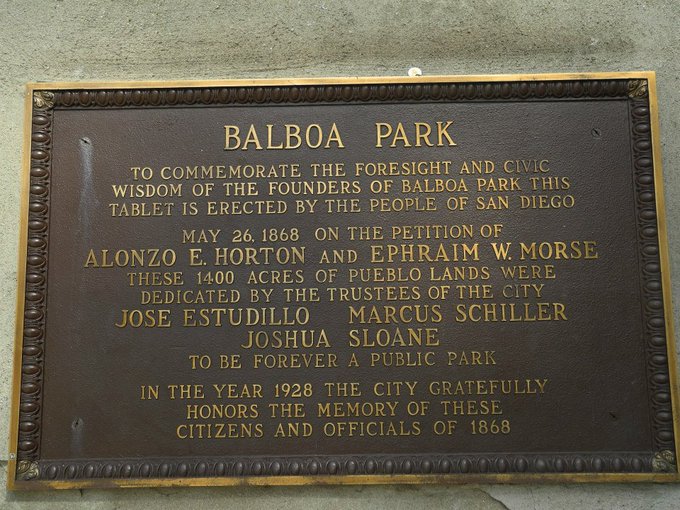 BALBOA PARK
TO COMMEMORATE THE FORESIGHT AND CIVIC
WISDOM OF THE FOUNDERS OF BALBOA PARK THIS
TABLET IS ERECTED BY THE PEOPLE OF SAN DIEGO
MAY 26, 1868 ON THE PETITION OF
ALONZO E. HORTON AND EPHRAIM W. MORSE
THESE 1400 ACRES OF PUEBLO LANDS WERE
DEDICATED BY THE TRUSTEES OF THE CITY
JOSE ESTUDILLO MARCUS SCHILLER
JOSHUA SLOANE
TO BE FOREVER A PUBLIC PARK
IN THE YEAR 1928 THE CITY GRATEFULLY
HONORS THE MEMORY OF THESE
CITIZENS AND OFFICIALS OF 1868